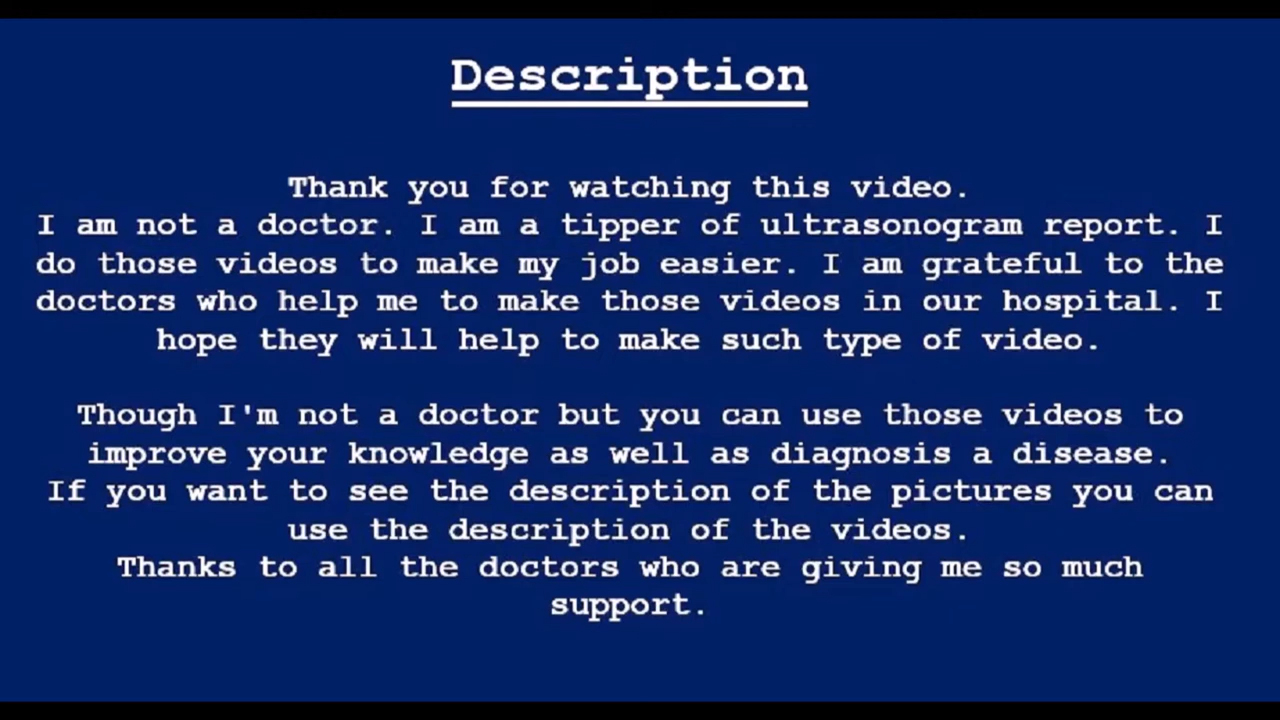 Description
Thank you for watching this video.
I am not a doctor. I am a tipper of ultrasonogram report. I
do those videos to make my job easier. I am grateful to the
doctors who help me to make those videos in our hospital. I
hope they will help to make such type of video.
Though I'm not a doctor but you can use those videos to
improve your knowledge as well as diagnosis a disease.
If you want to see the description of the pictures you can
use the description of the videos.
Thanks to all the doctors who are giving me so much
support.